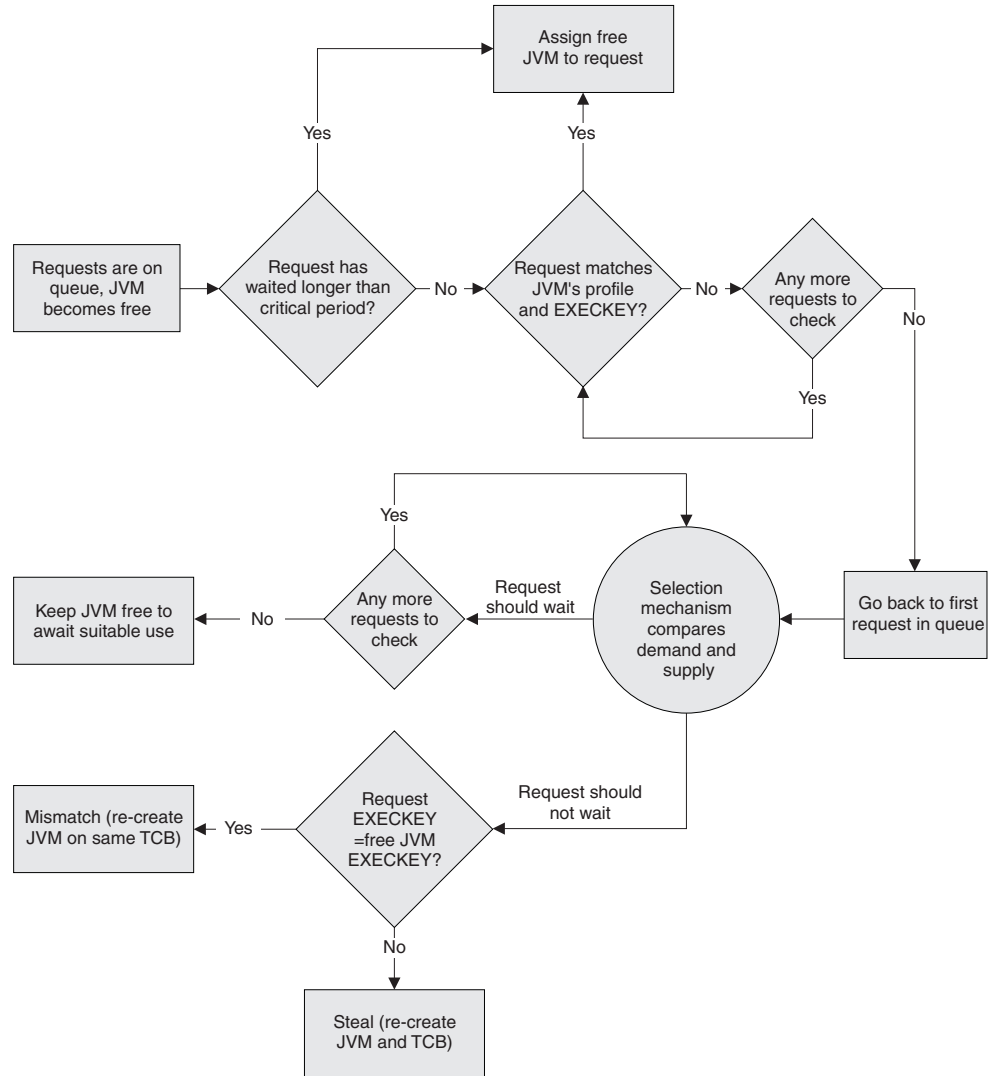 Assign free
JVM to request
Yes
Yes
Requests are on
queue, JVM
becomes free
Request has
waited longer than
critical period?
No
Request matches
JVM's profile
and EXECKEY?
No
Any more
requests to
check
No
Yes
Yes
Keep JVM free to
await suitable use
No
Any more
requests to
check
Request
should wait
Selection
mechanism
compares
demand and
supply
Go back to first
request in queue
Mismatch (re-create
JVM on same TCB)
Yes
Request
EXECKEY
=free JVM
EXECKEY?
Request should
not wait
No
Steal (re-create
JVM and TCB)